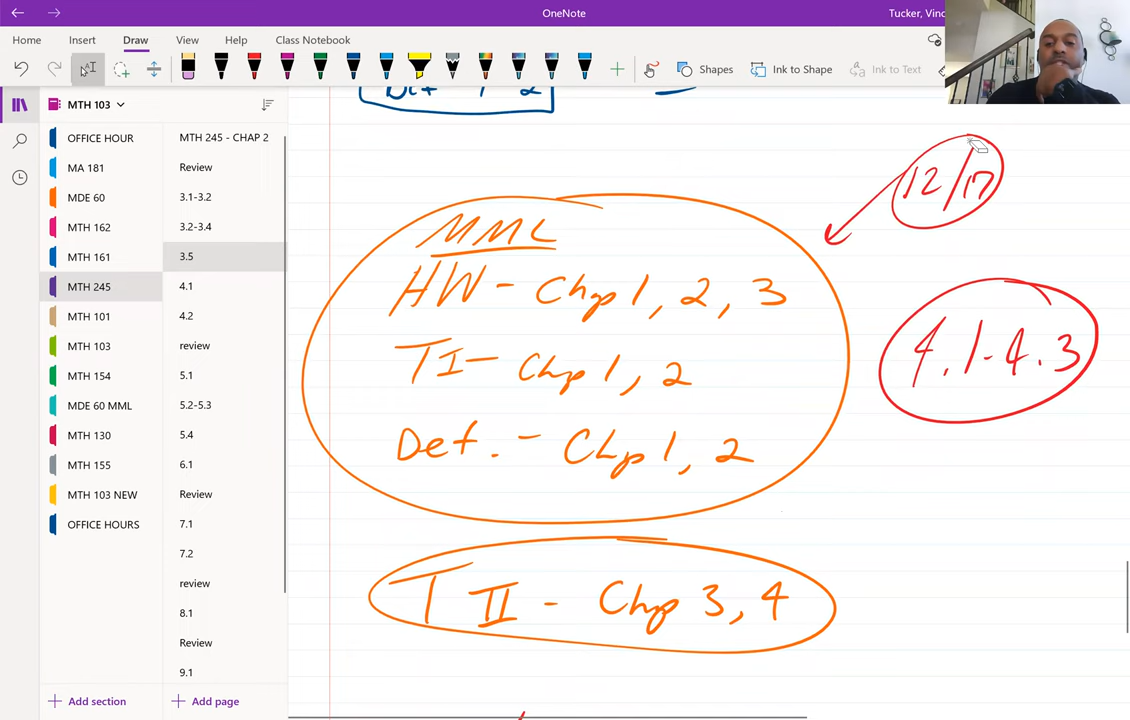 OneNote
Tucker, Vinc
Home
Insert
Draw
View
Help
Class Notebook
Shapes
Ink to Shape
Ink to Text
MTH 103
OFFICE HOUR
MA 181
MDE 60
MTH 162
MTH 161
MTH 245
MTH 101
MTH 103
MTH 154
MDE 60 MML
MTH 130
MTH 155
MTH 103 NEW
OFFICE HOURS
Add section
MTH 245 - CHAP 2
Review
3.1-3.2
3.2-3.4
3.5
4.1
4.2
review
5.1
5.2-5.3
5.4
6.1
Review
7.1
7.2
review
8.1
Review
9.1
Add page
MML
HW - Chp 1, 2, 3
TI - Chp 1, 2
Det. - Chp 1, 2
T II - Chp 3, 4
12/17
4.1-4.3